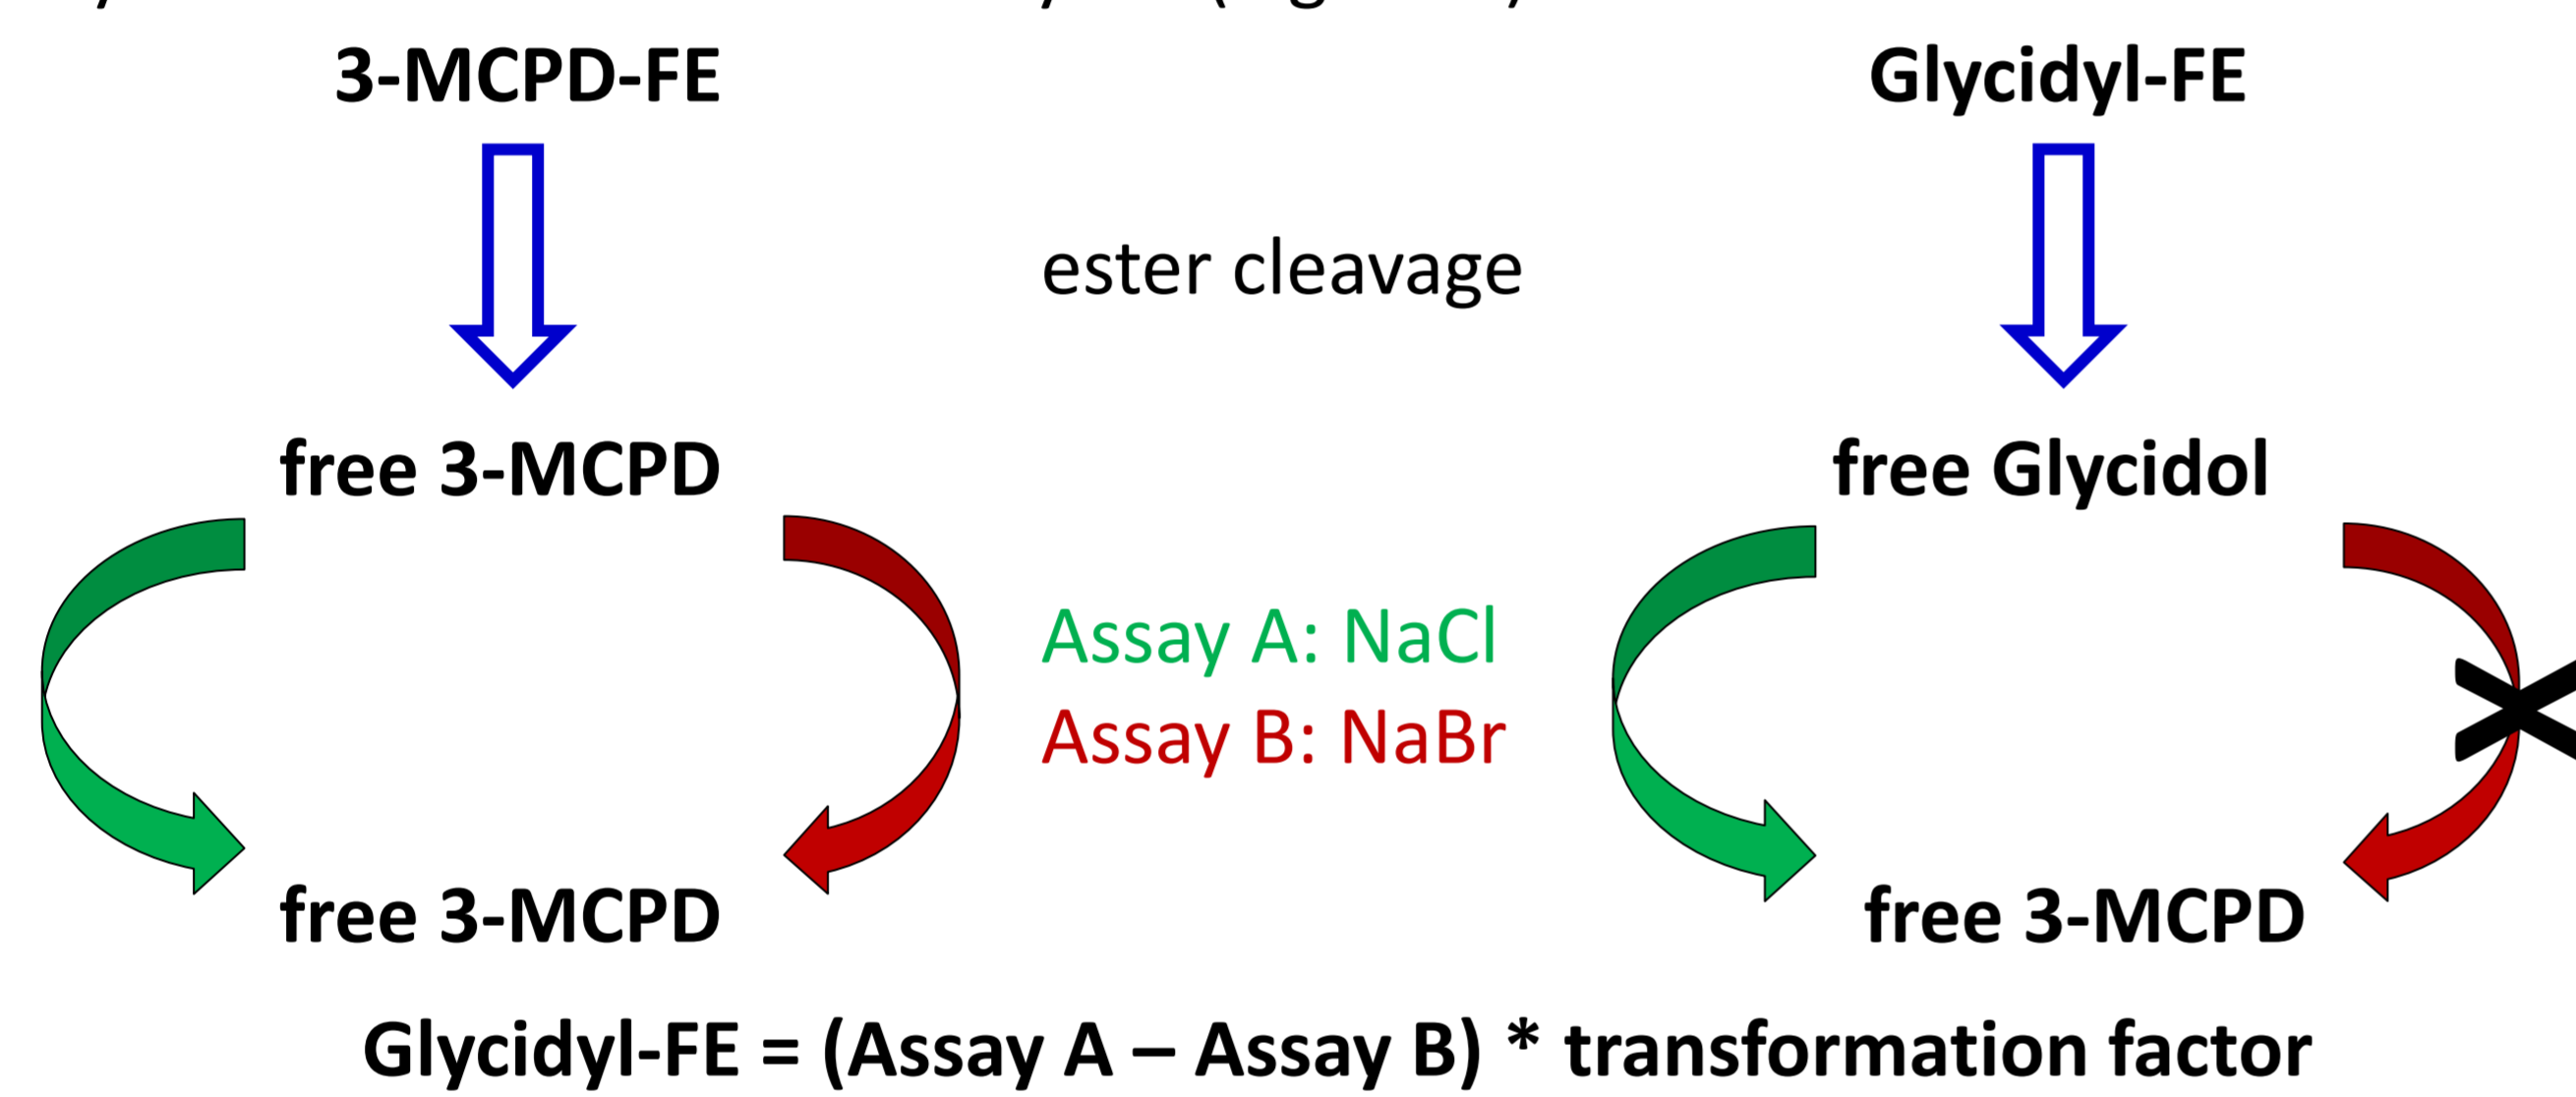 3-MCPD-FE Glycidyl-FE
ester cleavage
free 3-MCPD free Glycidol
Assay A: NaCl
Assay B: NaBr
free 3-MCPD free 3-MCPD
Glycidyl-FE = (Assay A – Assay B) * transformation factor